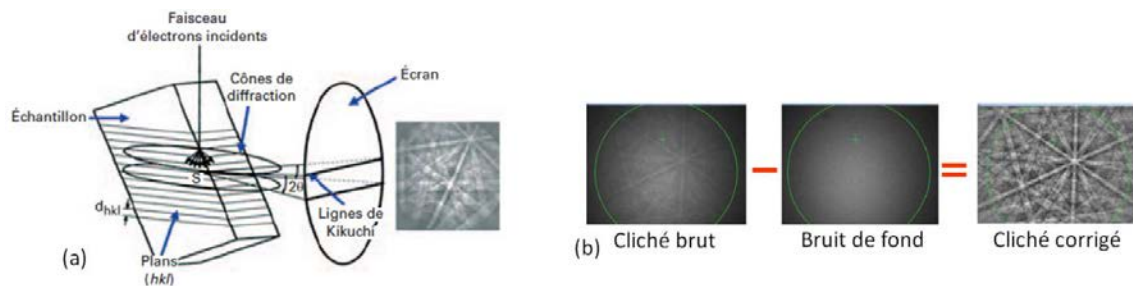 Faisceau
d'électrons incidents
Cônes de
diffraction
Écran
Échantillon
S
2θ
d_hkl
Lignes de
Kikuchi
(a)
Plans
(hkl)
(b)
Cliché brut
Bruit de fond
Cliché corrigé